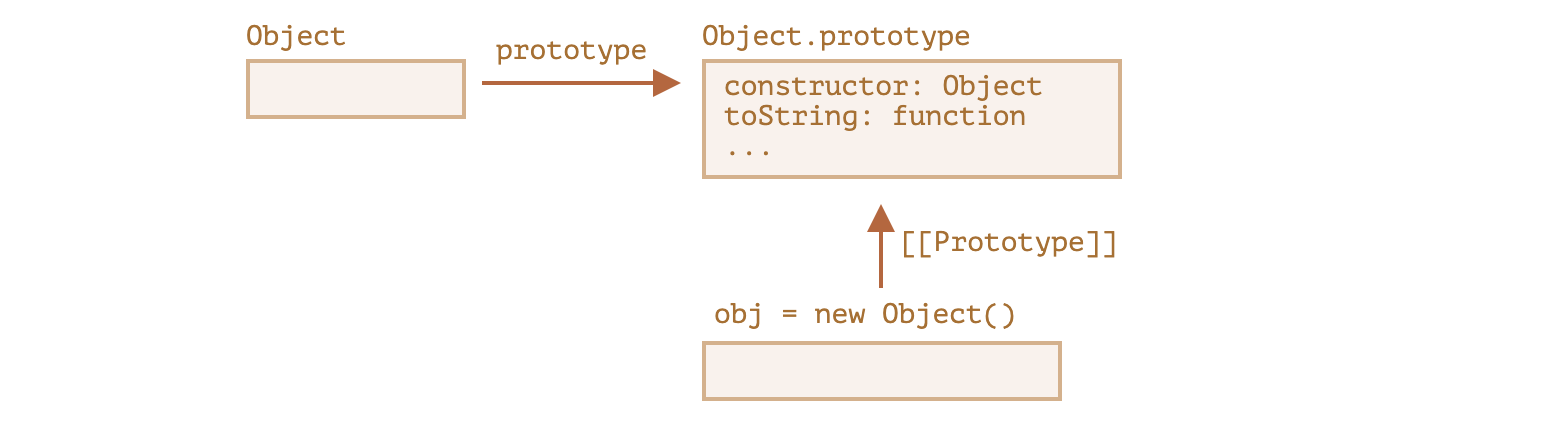 Object
prototype
Object.prototype
constructor: Object
toString: function
...
[[Prototype]]
obj = new Object()